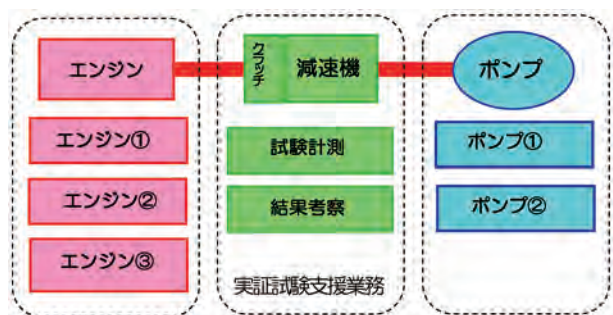 エンジン
エンジン①
エンジン②
エンジン③
クラッチ
減速機
試験計測
結果考察
実証試験支援業務
ポンプ
ポンプ①
ポンプ②